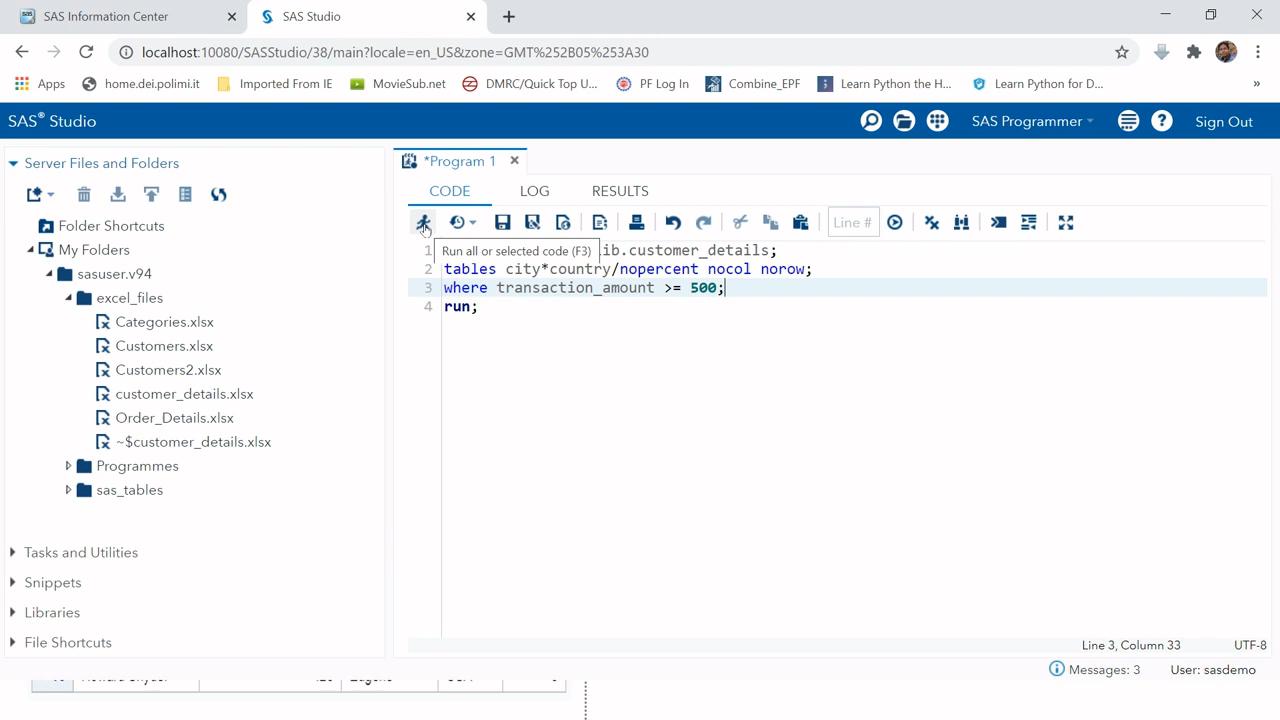 SAS Information Center
SAS Studio
localhost:10080/SASStudio/38/main?locale=en_US&zone=GMT%252B05%253A30
Apps
home.dei.polimi.it
Imported From IE
MovieSub.net
DMRC/Quick Top U...
PF Log In
Combine_EPF
Learn Python the H...
Learn Python for D...
»
SAS® Studio
SAS Programmer
Sign Out
Server Files and Folders
Folder Shortcuts
My Folders
sasuser.v94
excel_files
Categories.xlsx
Customers.xlsx
Customers2.xlsx
customer_details.xlsx
Order_Details.xlsx
~$customer_details.xlsx
Programmes
sas_tables
Tasks and Utilities
Snippets
Libraries
File Shortcuts
*Program 1
CODE LOG RESULTS
Line #
Run all or selected code (F3)
1 ib.customer_details;
2 tables city*country/nopercent nocol norow;
3 where transaction_amount >= 500;
4 run;
Line 3, Column 33
UTF-8
Messages: 3
User: sasdemo